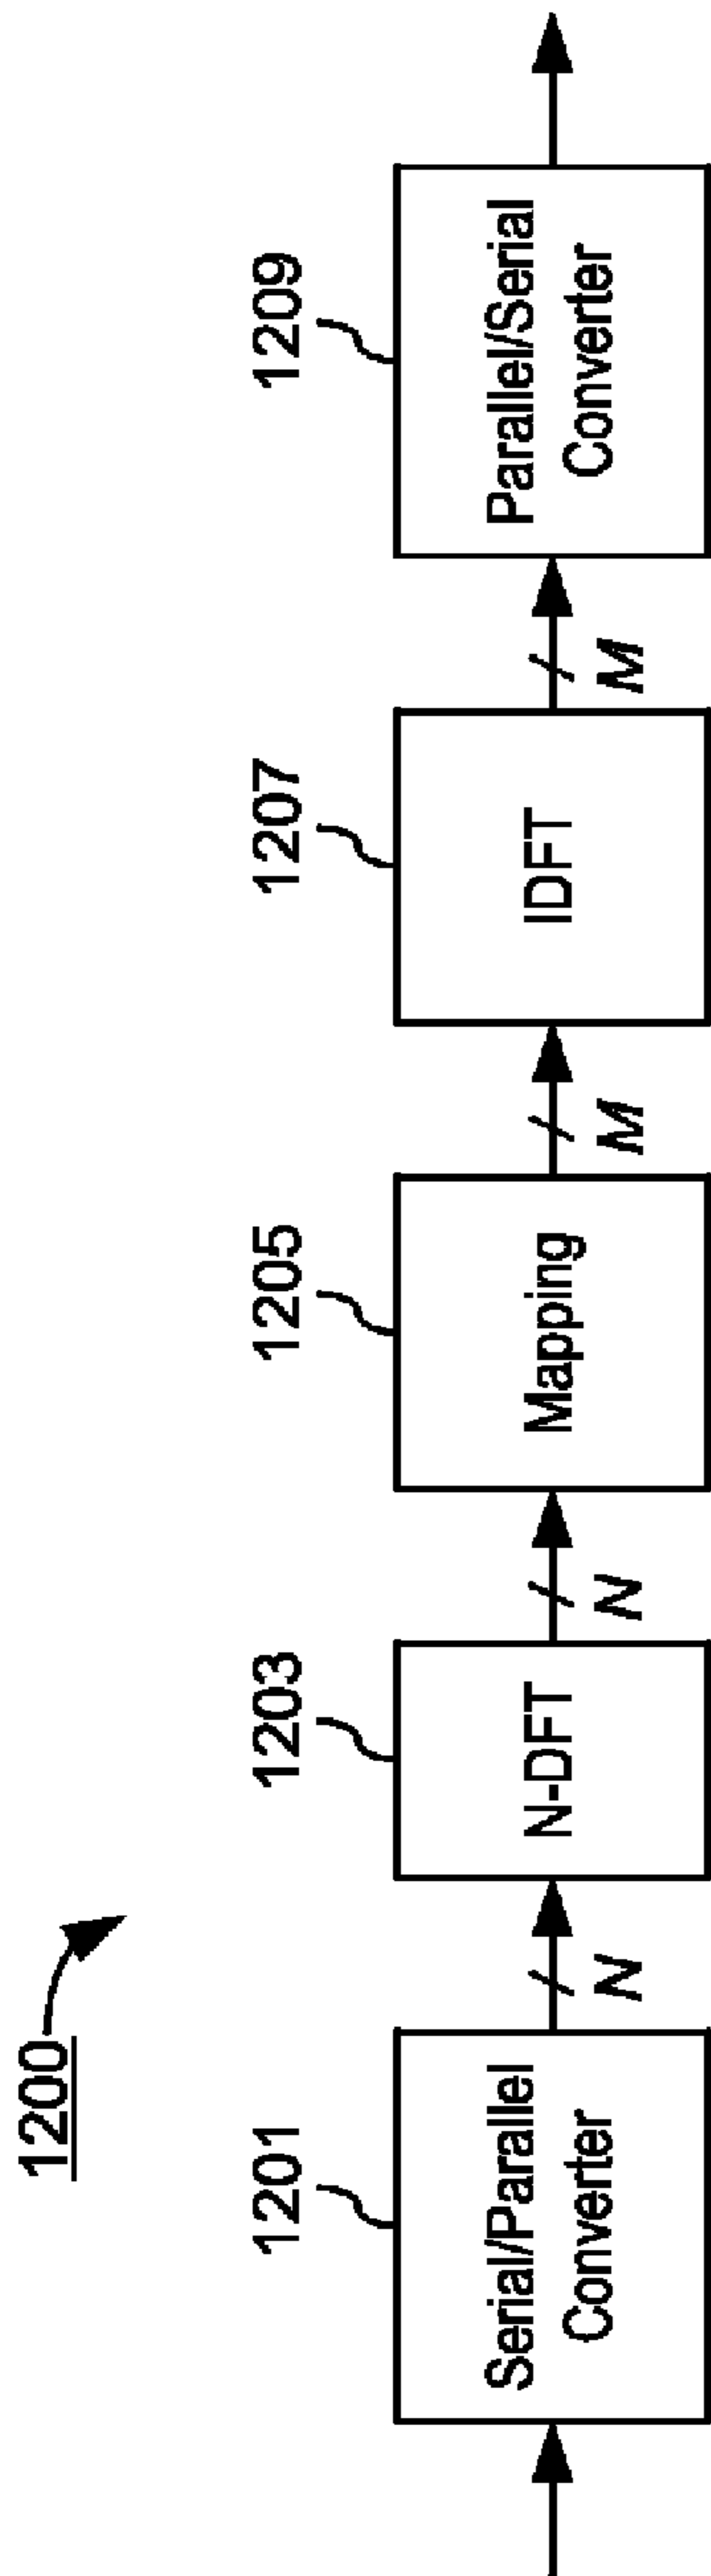 1200
1201
1203
1205
1207
1209
Serial/Parallel
Converter
N
N-DFT
N
Mapping
M
IDFT
M
Parallel/Serial
Converter